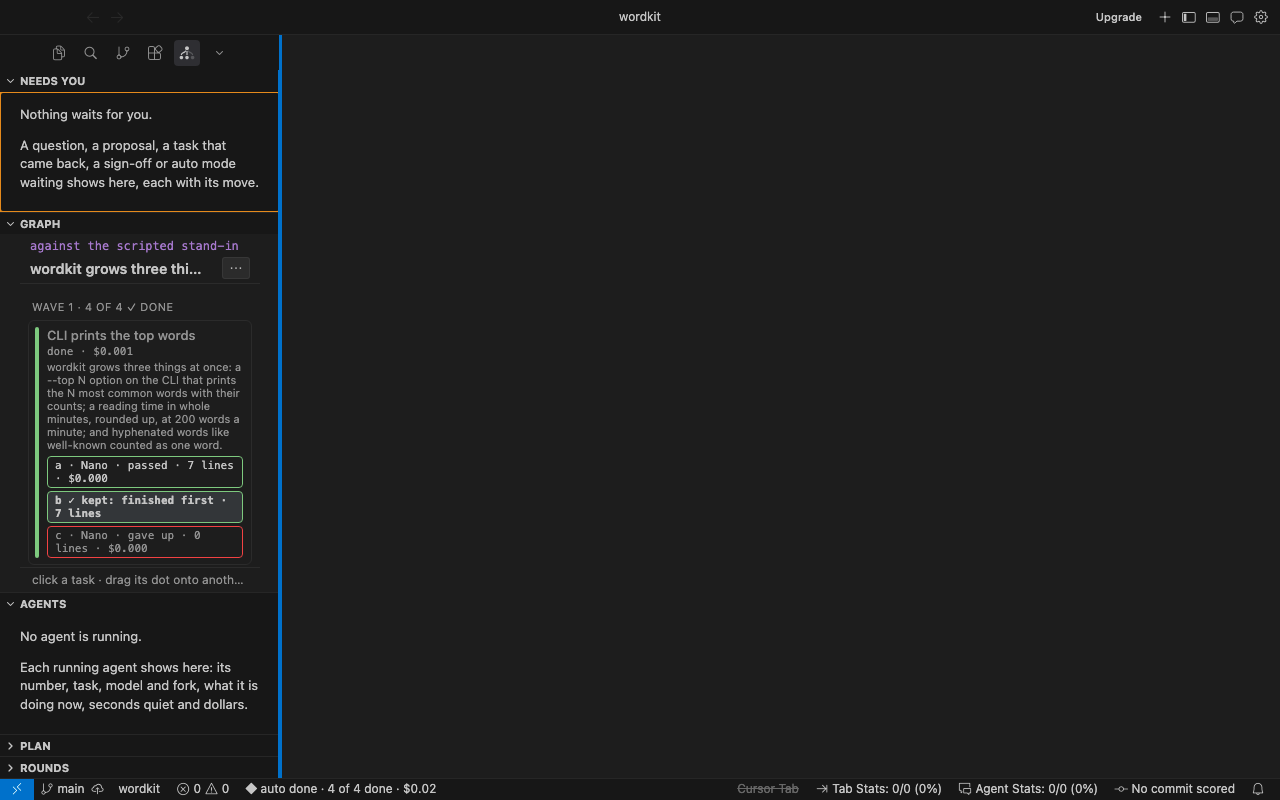 wordkit
Upgrade
NEEDS YOU
Nothing waits for you.
A question, a proposal, a task that
came back, a sign-off or auto mode
waiting shows here, each with its move.
GRAPH
against the scripted stand-in
wordkit grows three thi...
WAVE 1 · 4 OF 4 ✓ DONE
CLI prints the top words
done · $0.001
wordkit grows three things at once: a
--top N option on the CLI that prints
the N most common words with their
counts; a reading time in whole
minutes, rounded up, at 200 words a
minute; and hyphenated words like
well-known counted as one word.
a · Nano · passed · 7 lines
· $0.000
b ✓ kept: finished first ·
7 lines
c · Nano · gave up · 0
lines · $0.000
click a task · drag its dot onto anoth...
AGENTS
No agent is running.
Each running agent shows here: its
number, task, model and fork, what it is
doing now, seconds quiet and dollars.
PLAN
ROUNDS
main wordkit 0 0 auto done · 4 of 4 done · $0.02 Cursor Tab Tab Stats: 0/0 (0%) Agent Stats: 0/0 (0%) No commit scored